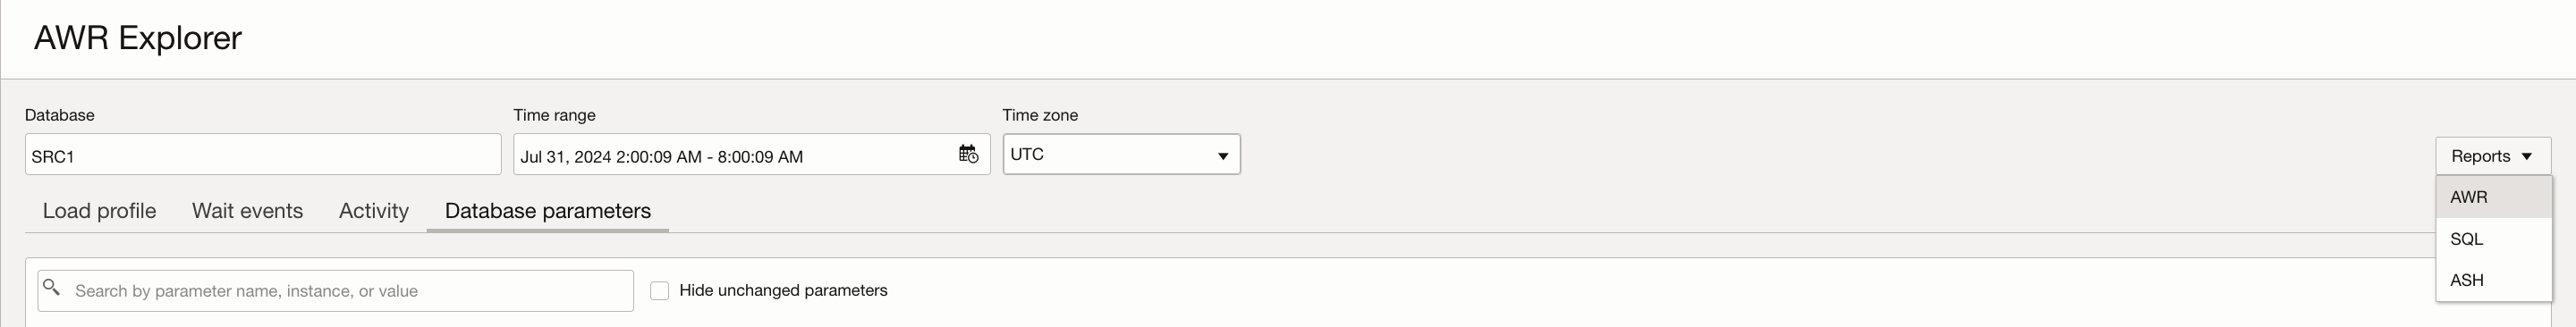 AWR Explorer
Database
Time range
Time zone
SRC1
Jul 31, 2024 2:00:09 AM - 8:00:09 AM
UTC
Reports
AWR
SQL
ASH
Load profile
Wait events
Activity
Database parameters
Search by parameter name, instance, or value
Hide unchanged parameters